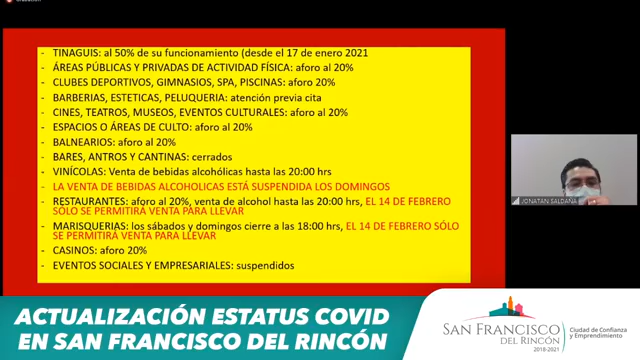 - TINAGUIS: al 50% de su funcionamiento (desde el 17 de enero 2021
- ÁREAS PÚBLICAS Y PRIVADAS DE ACTIVIDAD FÍSICA: aforo al 20%
- CLUBES DEPORTIVOS, GIMNASIOS, SPA, PISCINAS: aforo 20%
- BARBERIAS, ESTETICAS, PELUQUERIA: atención previa cita
- CINES, TEATROS, MUSEOS, EVENTOS CULTURALES: aforo al 20%
- ESPACIOS O ÁREAS DE CULTO: aforo al 20%
- BALNEARIOS: aforo al 20%
- BARES, ANTROS Y CANTINAS: cerrados
- VINÍCOLAS: Venta de bebidas alcohólicas hasta las 20:00 hrs
- LA VENTA DE BEBIDAS ALCOHOLICAS ESTÁ SUSPENDIDA LOS DOMINGOS
- RESTAURANTES: aforo al 20%, venta de alcohol hasta las 20:00 hrs, EL 14 DE FEBRERO
SÓLO SE PERMITIRA VENTA PARA LLEVAR
- MARISQUERIAS: los sábados y domingos cierre a las 18:00 hrs, EL 14 DE FEBRERO SÓLO
SE PERMITIRÁ VENTA PARA LLEVAR
- CASINOS: aforo 20%
- EVENTOS SOCIALES Y EMPRESARIALES: suspendidos
JONATAN SALDAÑA
ACTUALIZACIÓN ESTATUS COVID
EN SAN FRANCISCO DEL RINCÓN
SAN FRANCISCO
DEL RINCÓN
2018-2021
Ciudad de Confianza
y Emprendimiento